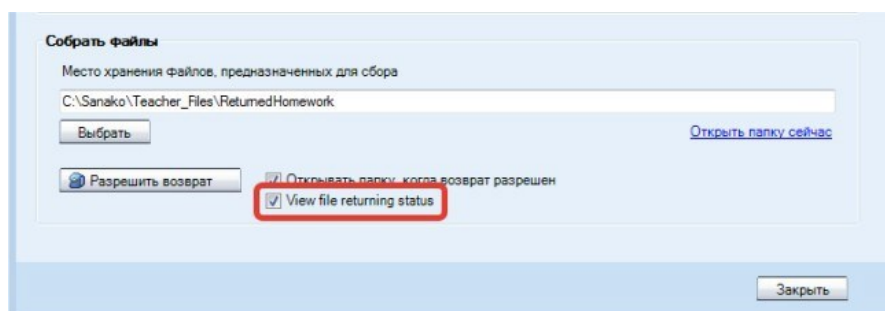 Собрать файлы
Место хранения файлов, предназначенных для сбора
C:\Sanako\Teacher_Files\ReturnedHomework
Выбрать
Открыть папку сейчас
Разрешить возврат
Открывать папку, когда возврат разрешен
View file returning status
Закрыть